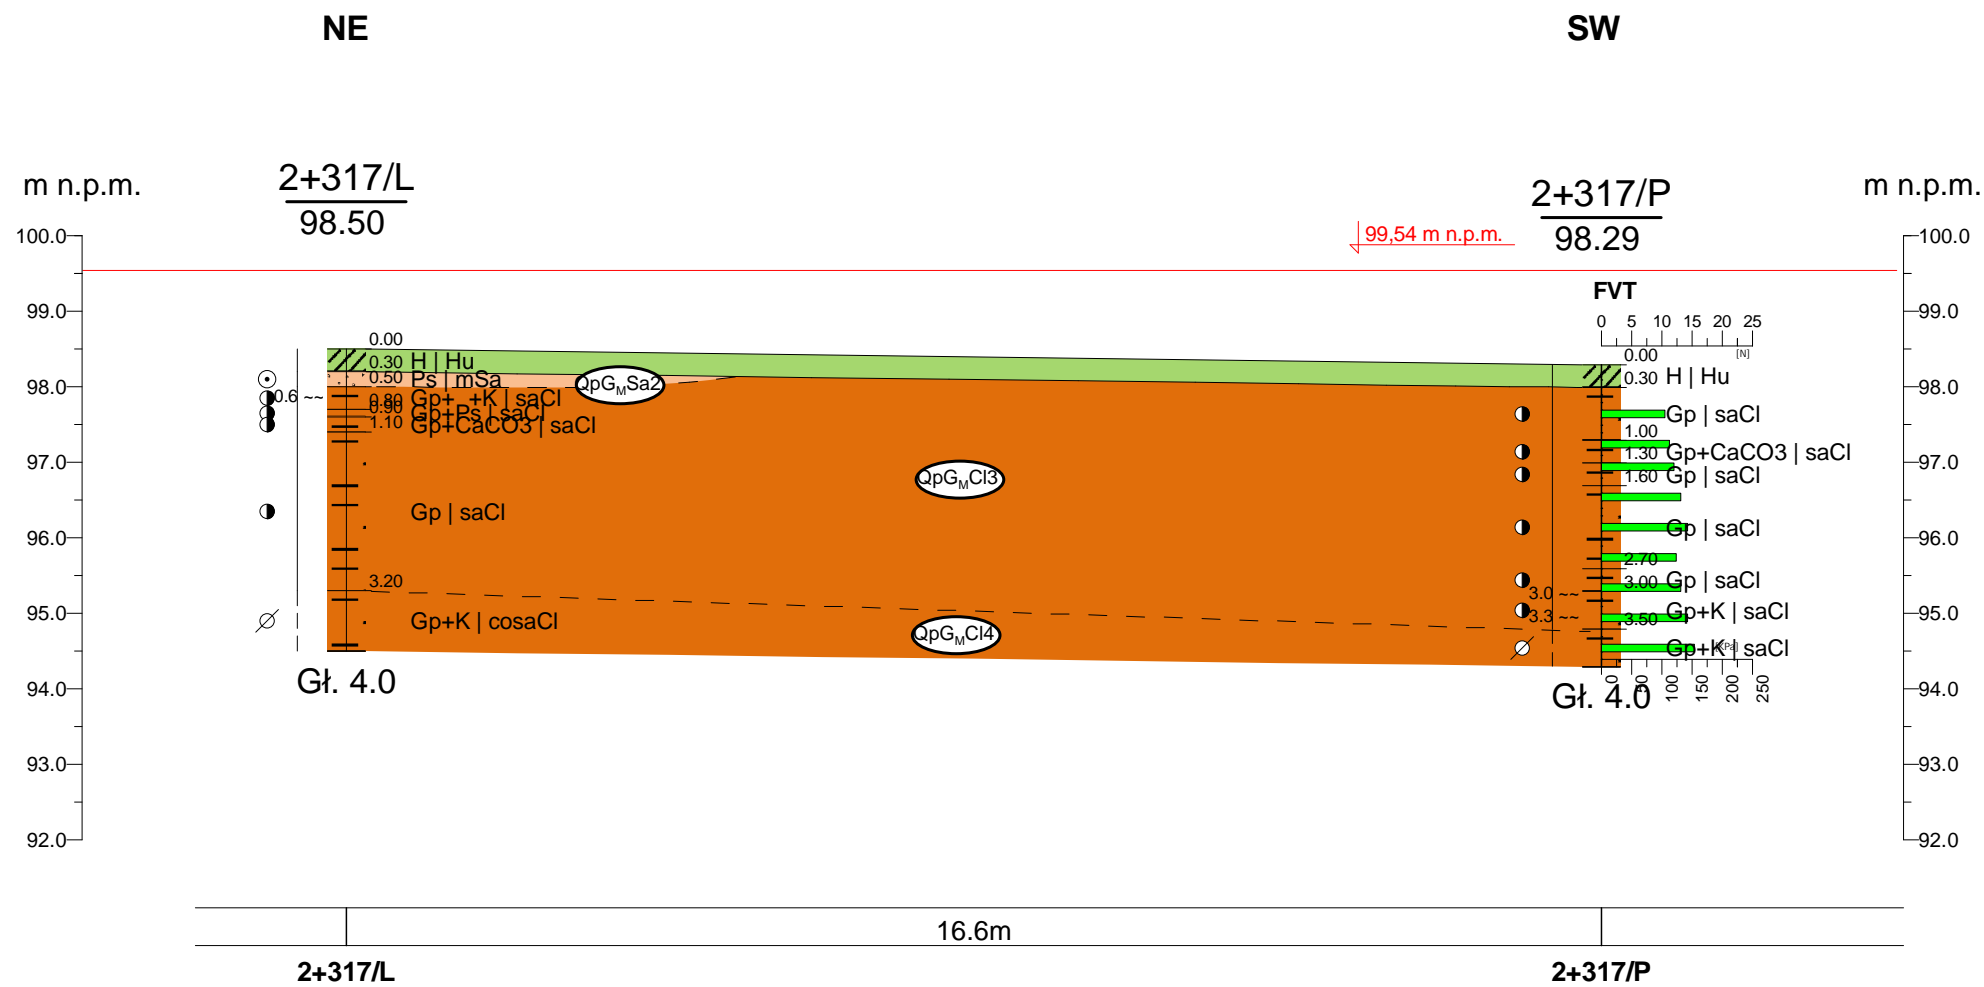 NE SW
m n.p.m. 2+317/L 2+317/P m n.p.m.
98.50 98.29
99,54 m n.p.m.
100.0 100.0
99.0 99.0
98.0 98.0
97.0 97.0
96.0 96.0
95.0 95.0
94.0 94.0
93.0 93.0
92.0 92.0
0.00
0.30 H | Hu
0.50 Ps | mSa
0.6 ~~
0.80 Gp+ +K | saCl
0.90 Gp+Ps | saCl
1.10 Gp+CaCO3 | saCl
Gp | saCl
3.20
Gp+K | cosaCl
Gł. 4.0
QpG_MSa2
QpG_MCl3
QpG_MCl4
FVT
0 5 10 15 20 25
[N]
0.00
0.30 H | Hu
Gp | saCl
1.00
1.30 Gp+CaCO3 | saCl
1.60 Gp | saCl
Gp | saCl
2.70
3.00 Gp | saCl
3.0 ~~
3.3 ~~
3.50 Gp+K | saCl
Gp+K | saCl
[kPa]
0 50 100 150 200 250
Gł. 4.0
16.6m
2+317/L 2+317/P